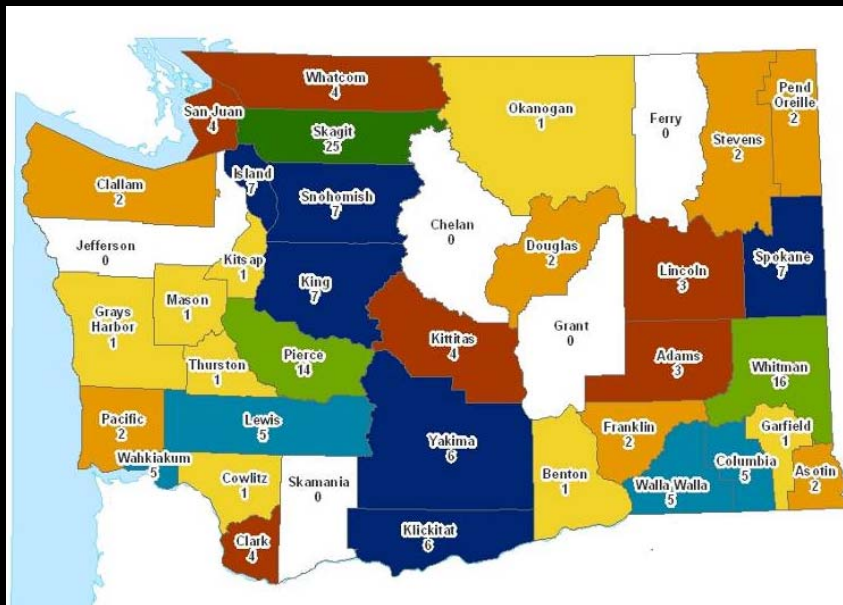 Whatcom
4
San Juan
4
Skagit
25
Okanogan
1
Ferry
0
Pend
Oreille
2
Stevens
2
Island
7
Clallam
2
Snohomish
7
Chelan
0
Douglas
2
Jefferson
0
Kitsap
1
King
7
Lincoln
3
Spokane
7
Grays
Harbor
1
Mason
1
Kittitas
4
Grant
0
Thurston
1
Pierce
14
Adams
3
Whitman
16
Pacific
2
Lewis
5
Yakima
6
Franklin
2
Garfield
1
Wahkiakum
5
Cowlitz
1
Skamania
0
Benton
1
Walla Walla
5
Columbia
5
Asotin
2
Clark
4
Klickitat
6